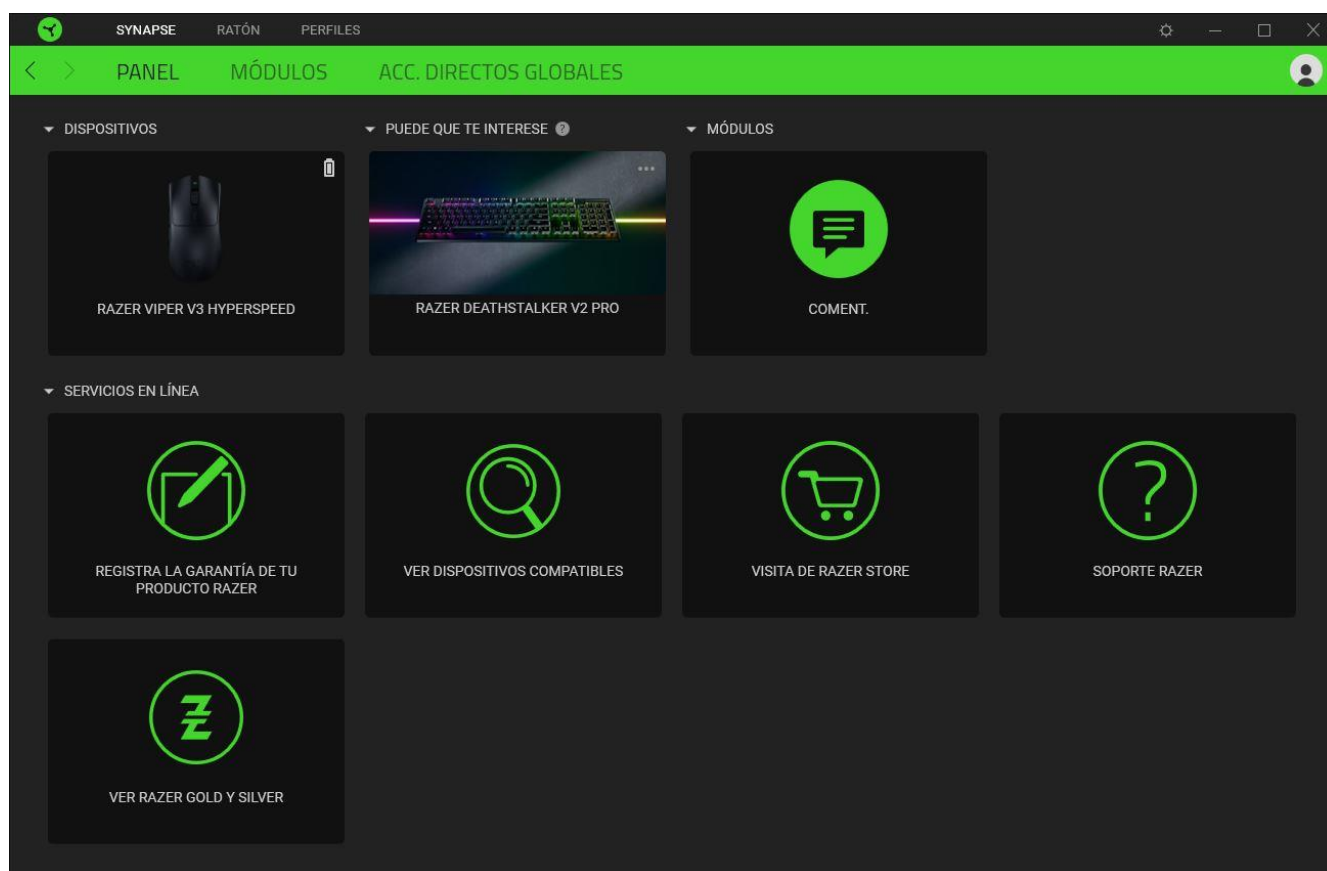 SYNAPSE RATÓN PERFILES
PANEL MÓDULOS ACC. DIRECTOS GLOBALES
DISPOSITIVOS
RAZER VIPER V3 HYPERSPEED
PUEDE QUE TE INTERESE ?
RAZER DEATHSTALKER V2 PRO
MÓDULOS
COMENT.
SERVICIOS EN LÍNEA
REGISTRA LA GARANTÍA DE TU
PRODUCTO RAZER
VER DISPOSITIVOS COMPATIBLES
VISITA DE RAZER STORE
SOPORTE RAZER
VER RAZER GOLD Y SILVER